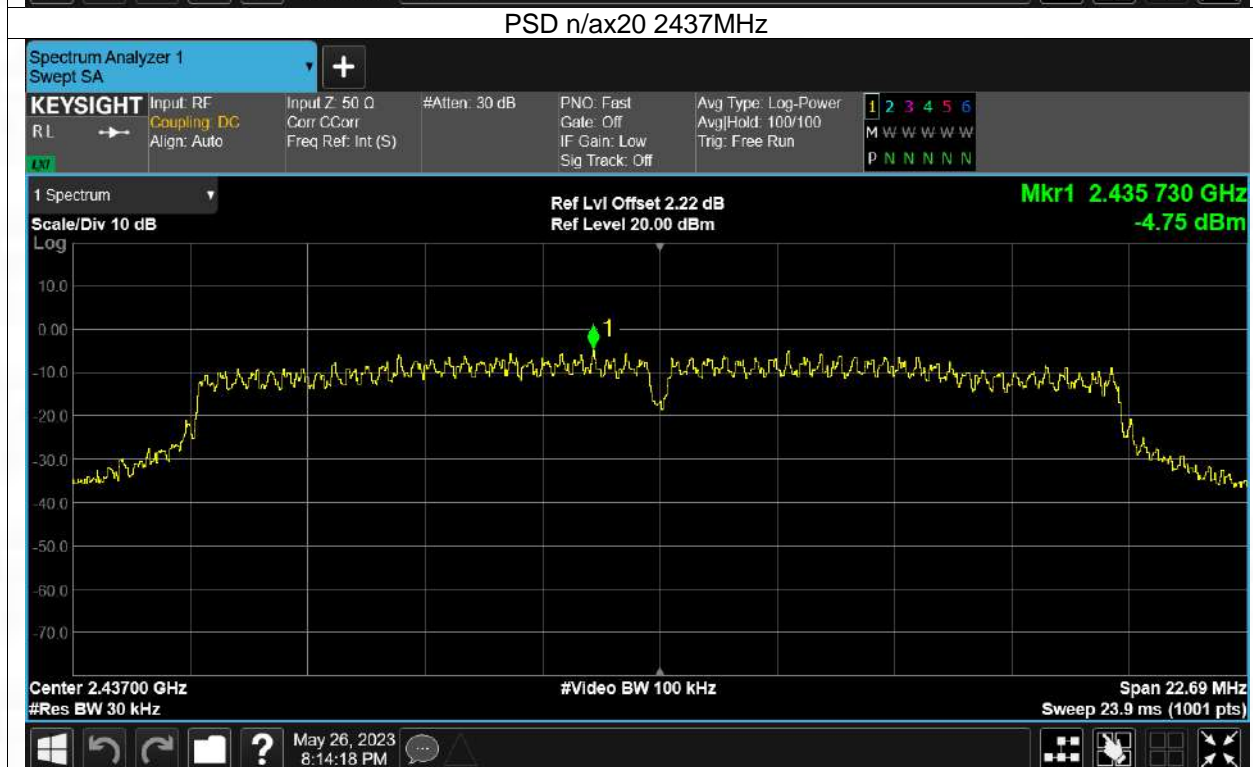 PSD n/ax20 2437MHz
Spectrum Analyzer 1
Swept SA
+
KEYSIGHT Input: RF Input Z: 50 Ω #Atten: 30 dB PNO: Fast Avg Type: Log-Power 1 2 3 4 5 6
RL Coupling: DC Corr CCorr Gate: Off Avg|Hold: 100/100 M W W W W W
Align: Auto Freq Ref: Int (S) IF Gain: Low Trig: Free Run
LXI Sig Track: Off P N N N N N
1 Spectrum Ref Lvl Offset 2.22 dB Mkr1 2.435 730 GHz
Scale/Div 10 dB Ref Level 20.00 dBm -4.75 dBm
Log
10.0
0.00
1
-10.0
-20.0
-30.0
-40.0
-50.0
-60.0
-70.0
Center 2.43700 GHz #Video BW 100 kHz Span 22.69 MHz
#Res BW 30 kHz Sweep 23.9 ms (1001 pts)
? May 26, 2023
8:14:18 PM